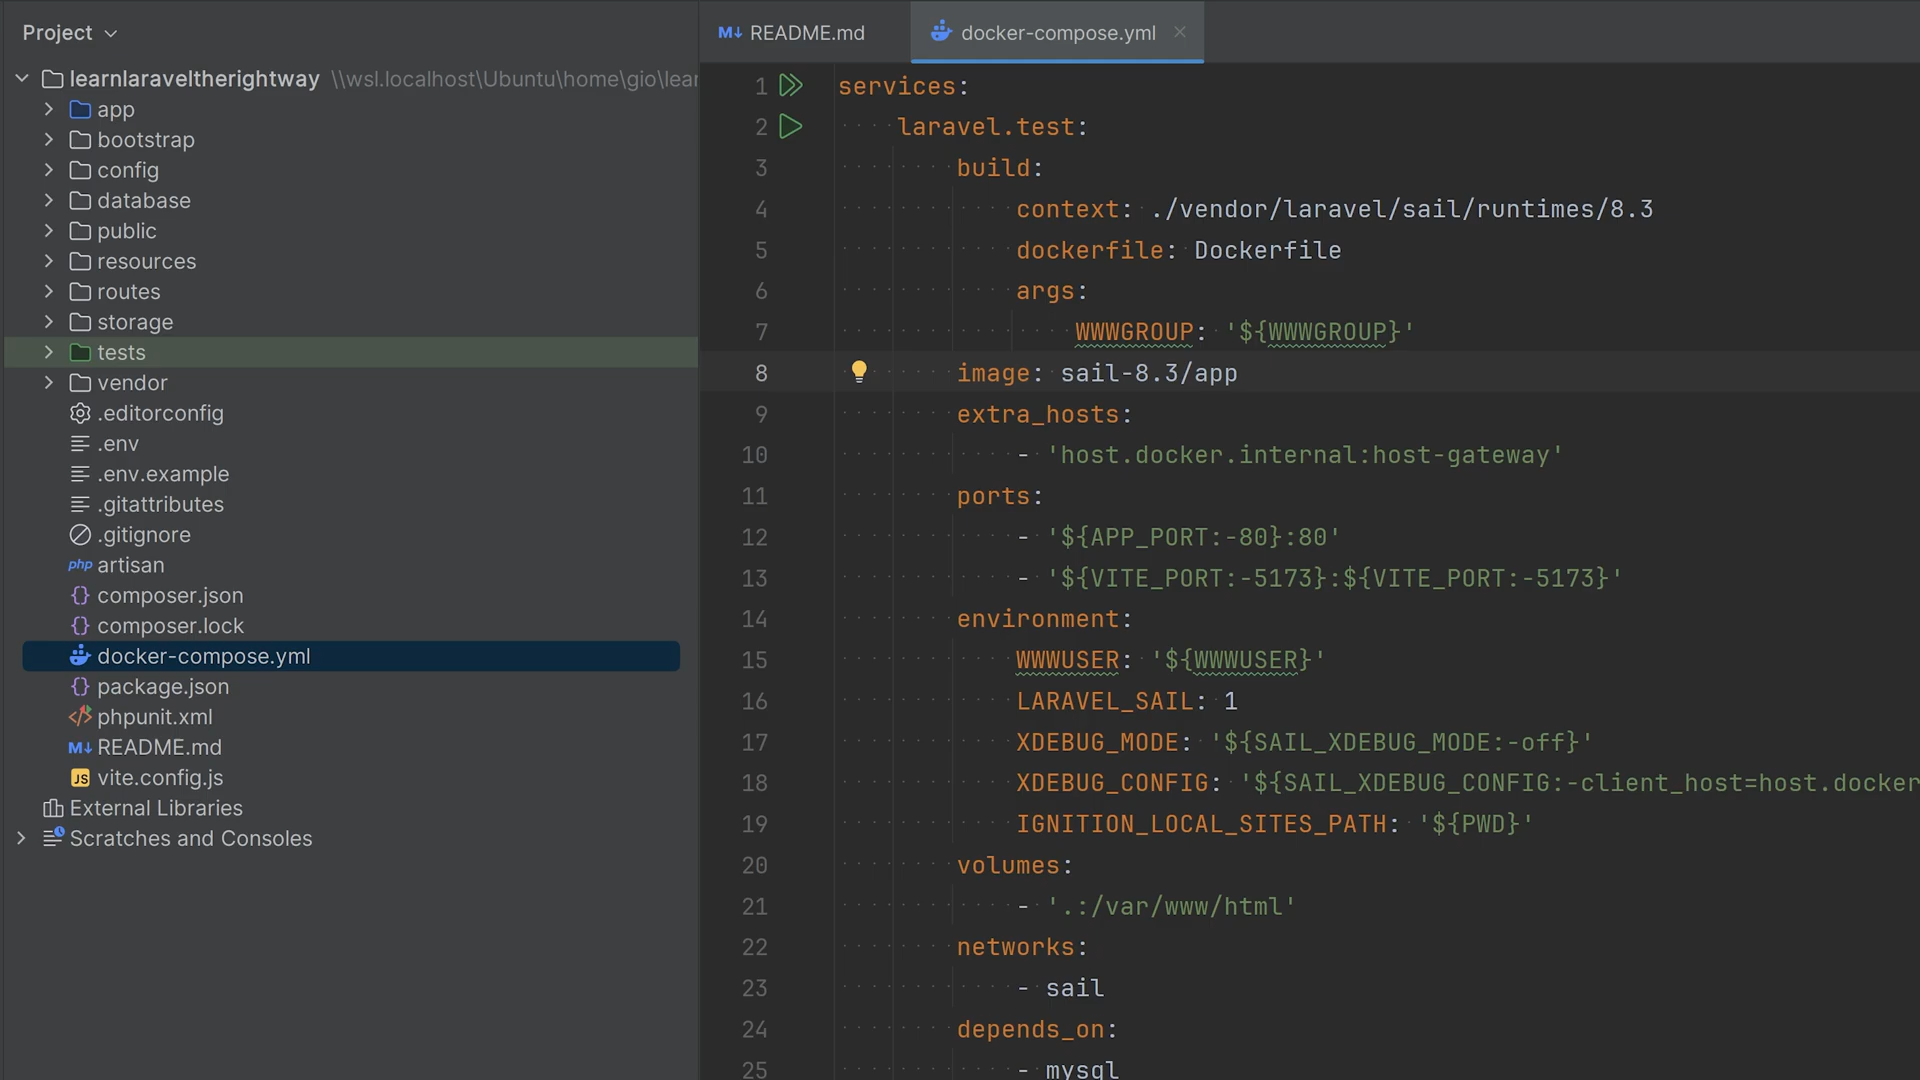 Project
learnlaraveltherightway \\wsl.localhost\Ubuntu\home\gio\lear
app
bootstrap
config
database
public
resources
routes
storage
tests
vendor
.editorconfig
.env
.env.example
.gitattributes
.gitignore
php artisan
composer.json
composer.lock
docker-compose.yml
package.json
phpunit.xml
M↓ README.md
JS vite.config.js
External Libraries
Scratches and Consoles
M↓ README.md
docker-compose.yml
1 services:
2 laravel.test:
3 build:
4 context: ./vendor/laravel/sail/runtimes/8.3
5 dockerfile: Dockerfile
6 args:
7 WWWGROUP: '${WWWGROUP}'
8 image: sail-8.3/app
9 extra_hosts:
10 - 'host.docker.internal:host-gateway'
11 ports:
12 - '${APP_PORT:-80}:80'
13 - '${VITE_PORT:-5173}:${VITE_PORT:-5173}'
14 environment:
15 WWWUSER: '${WWWUSER}'
16 LARAVEL_SAIL: 1
17 XDEBUG_MODE: '${SAIL_XDEBUG_MODE:-off}'
18 XDEBUG_CONFIG: '${SAIL_XDEBUG_CONFIG:-client_host=host.docker
19 IGNITION_LOCAL_SITES_PATH: '${PWD}'
20 volumes:
21 - '.:/var/www/html'
22 networks:
23 - sail
24 depends_on:
25 - mysql